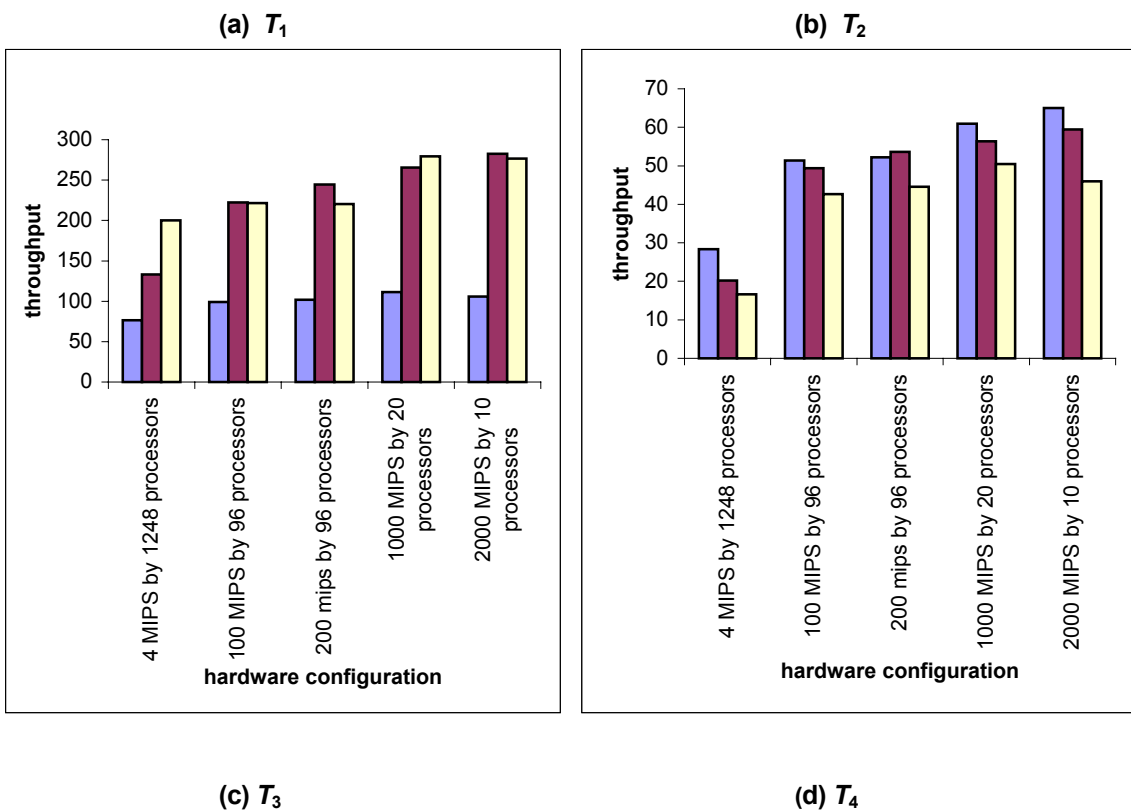 (a) T1
(b) T2
throughput
300
250
200
150
100
50
0
4 MIPS by 1248 processors
100 MIPS by 96 processors
200 mips by 96 processors
1000 MIPS by 20
processors
2000 MIPS by 10
processors
hardware configuration
throughput
70
60
50
40
30
20
10
0
4 MIPS by 1248 processors
100 MIPS by 96 processors
200 mips by 96 processors
1000 MIPS by 20 processors
2000 MIPS by 10 processors
hardware configuration
(c) T3
(d) T4